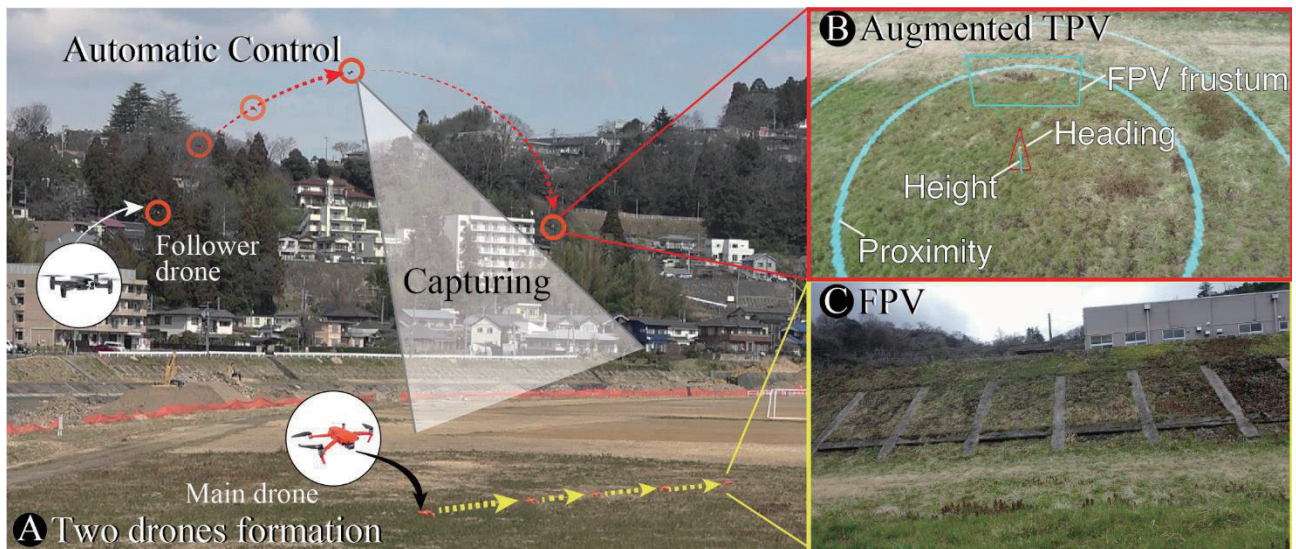 Automatic Control
Follower
drone
Capturing
Main drone
A Two drones formation
B Augmented TPV
FPV frustum
Heading
Height
Proximity
C FPV